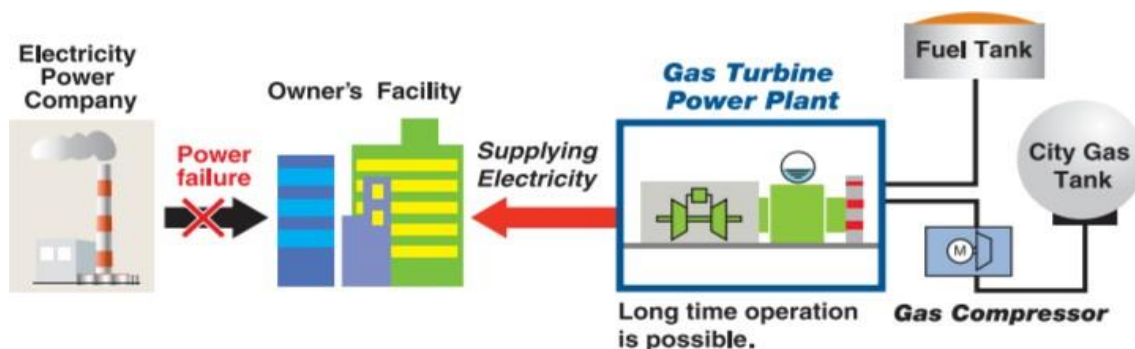 Electricity
Power
Company
Power
failure
Owner's Facility
Supplying
Electricity
Gas Turbine
Power Plant
Long time operation
is possible.
Fuel Tank
City Gas
Tank
M
Gas Compressor